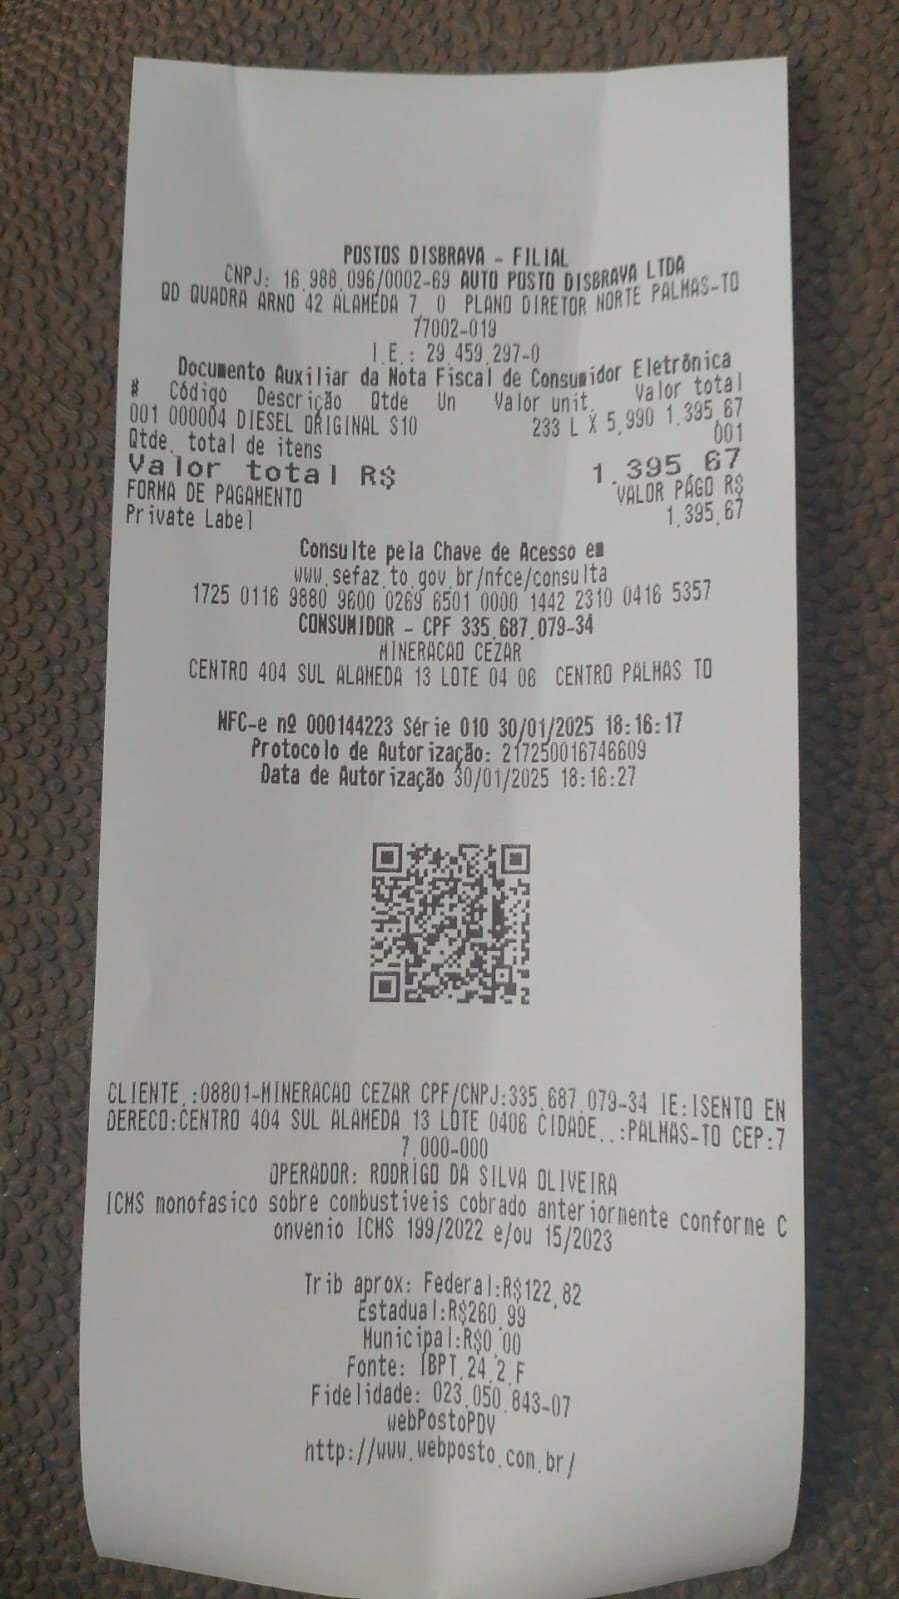 POSTOS DISBRAVA - FILIAL
CNPJ: 16.988.096/0002-69 AUTO POSTO DISBRAVA LTDA
QD QUADRA ARNO 42 ALAMEDA 7 0 PLANO DIRETOR NORTE PALMAS-TO
77002-019
I.E.: 29.459.297-0
Documento Auxiliar da Nota Fiscal de Consumidor Eletrônica
# Código Descrição Qtde Un Valor unit. Valor total
001 000004 DIESEL ORIGINAL S10 233 L X 5,990 1.395,67
Qtde. total de itens 001
Valor total R$ 1.395,67
FORMA DE PAGAMENTO VALOR PAGO R$
Private Label 1.395,67
Consulte pela Chave de Acesso em
www.sefaz.to.gov.br/nfce/consulta
1725 0116 9880 9600 0269 6501 0000 1442 2310 0416 5357
CONSUMIDOR - CPF 335.687.079-34
MINERACAO CEZAR
CENTRO 404 SUL ALAMEDA 13 LOTE 04 06 CENTRO PALMAS TO
NFC-e nº 000144223 Série 010 30/01/2025 18:16:17
Protocolo de Autorização: 217250016746609
Data de Autorização 30/01/2025 18:16:27
CLIENTE.:08801-MINERACAO CEZAR CPF/CNPJ:335.687.079-34 IE:ISENTO EN
DERECO:CENTRO 404 SUL ALAMEDA 13 LOTE 0406 CIDADE..:PALMAS-TO CEP:7
7.000-000
OPERADOR: RODRIGO DA SILVA OLIVEIRA
ICMS monofasico sobre combustiveis cobrado anteriormente conforme C
onvenio ICMS 199/2022 e/ou 15/2023
Trib aprox: Federal:R$122,82
Estadual:R$260,99
Municipal:R$0,00
Fonte: IBPT.24.2.F
Fidelidade: 023.050.843-07
webPostoPDV
http://www.webposto.com.br/